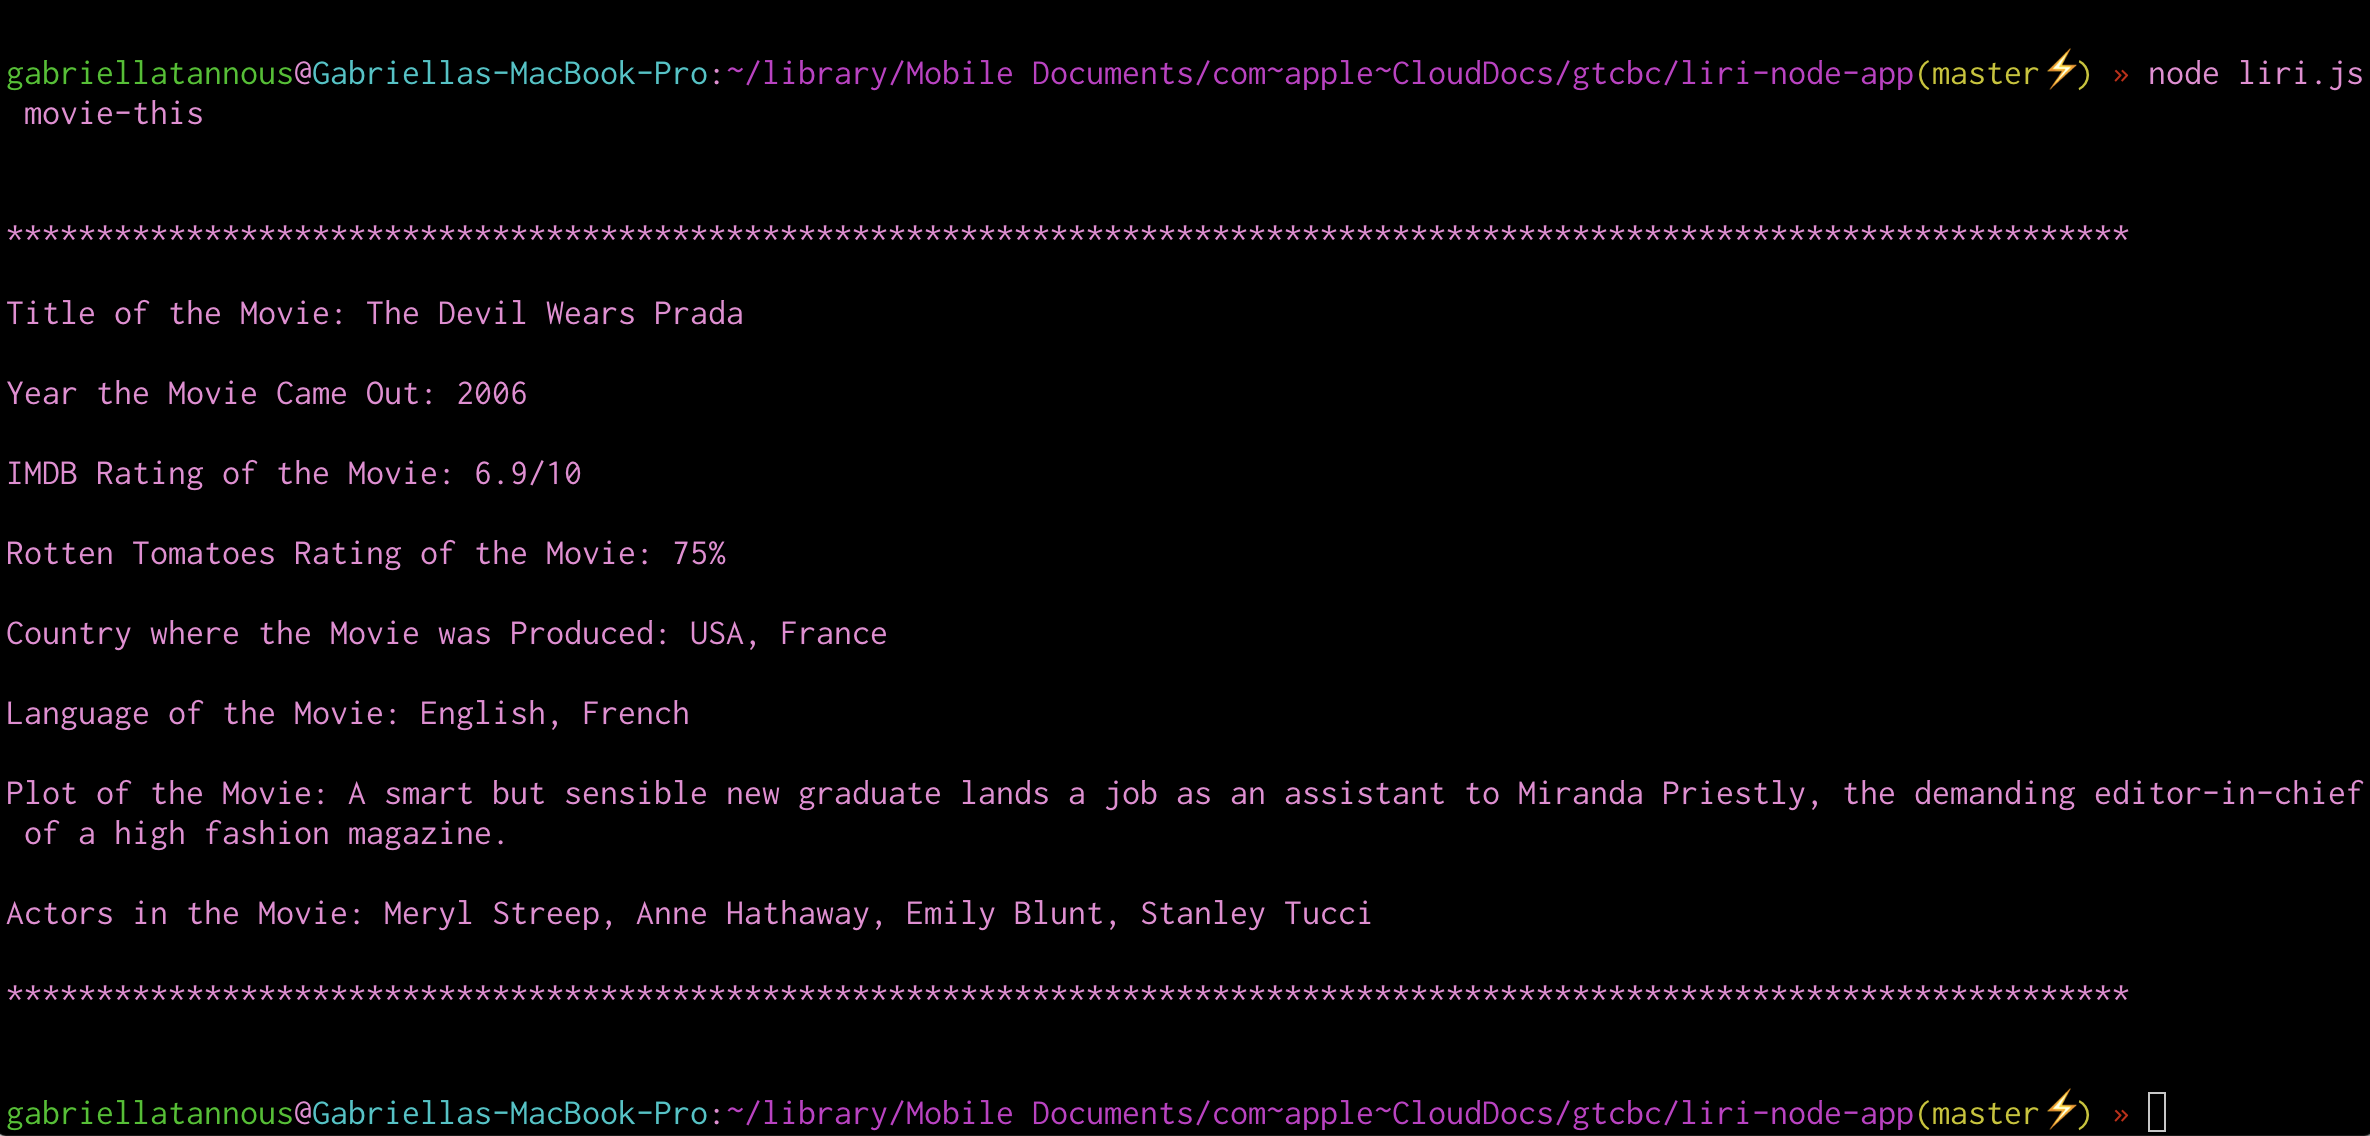 gabriellatannous@Gabriellas-MacBook-Pro:~/library/Mobile Documents/com~apple~CloudDocs/gtcbc/liri-node-app(master⚡) » node liri.js
movie-this
**********************************************************************************************************************
Title of the Movie: The Devil Wears Prada
Year the Movie Came Out: 2006
IMDB Rating of the Movie: 6.9/10
Rotten Tomatoes Rating of the Movie: 75%
Country where the Movie was Produced: USA, France
Language of the Movie: English, French
Plot of the Movie: A smart but sensible new graduate lands a job as an assistant to Miranda Priestly, the demanding editor-in-chief
of a high fashion magazine.
Actors in the Movie: Meryl Streep, Anne Hathaway, Emily Blunt, Stanley Tucci
**********************************************************************************************************************
gabriellatannous@Gabriellas-MacBook-Pro:~/library/Mobile Documents/com~apple~CloudDocs/gtcbc/liri-node-app(master⚡) »